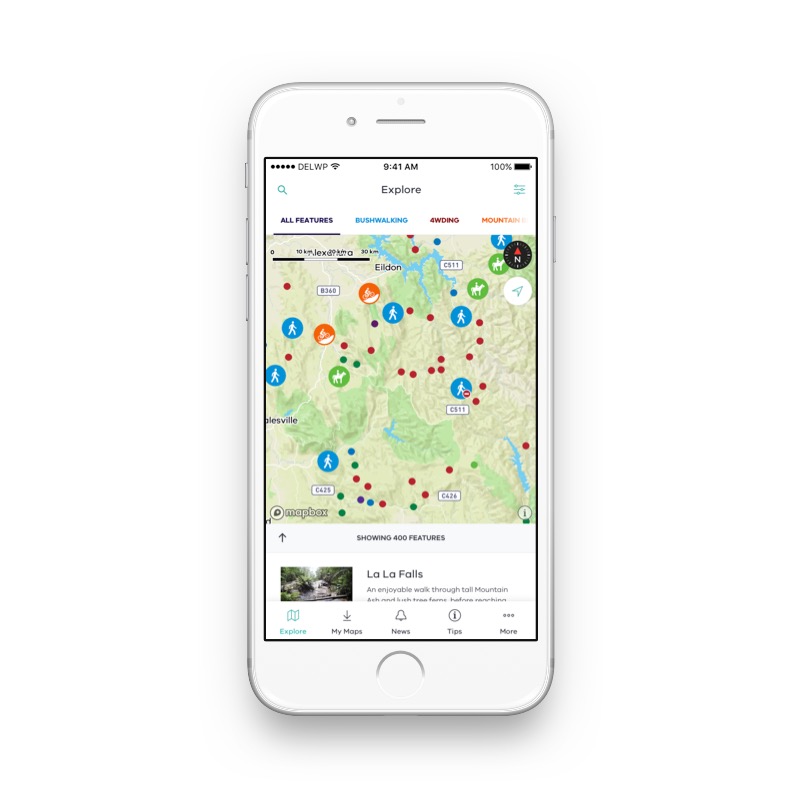 DELWP 9:41 AM 100%
Explore
ALL FEATURES BUSHWALKING 4WDING MOUNTAIN
0 10 km 20 km 30 km
Alexandra
Eildon
C511
N
B360
C511
alesville
C425
C426
mapbox
i
SHOWING 400 FEATURES
La La Falls
An enjoyable walk through tall Mountain
Ash and lush tree ferns, before reaching
Explore My Maps News Tips More